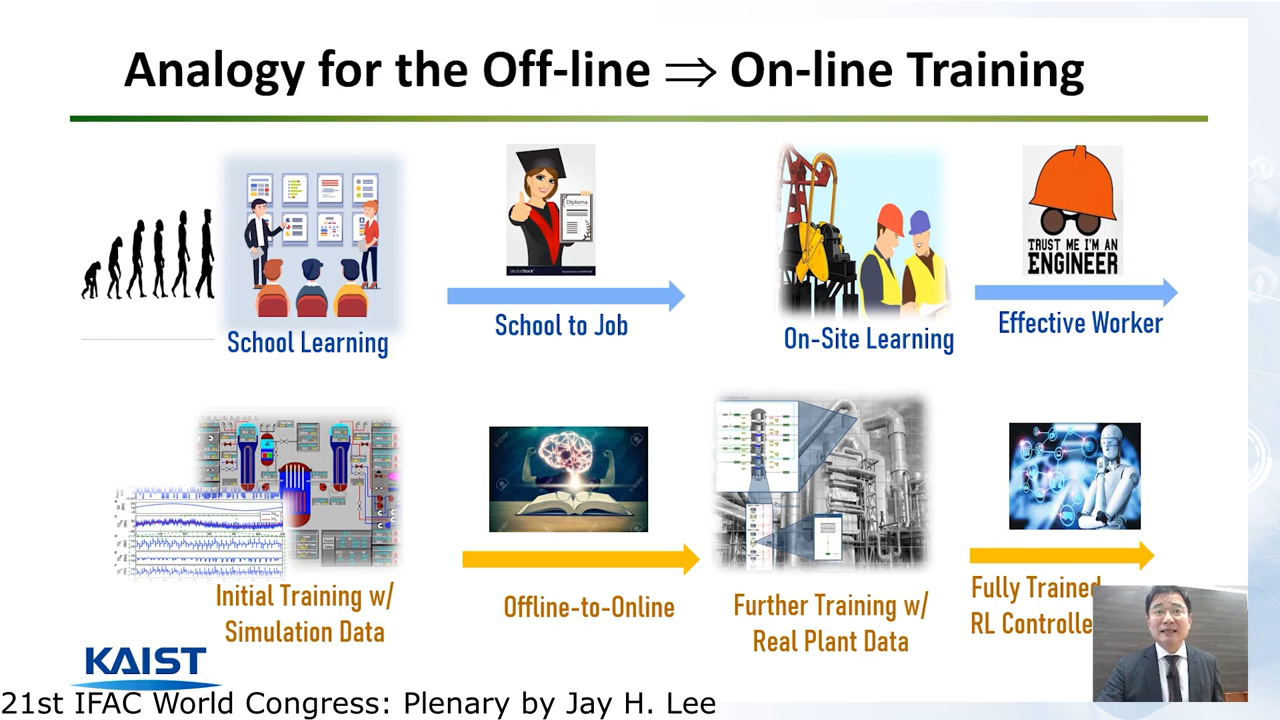 Analogy for the Off-line ⇒ On-line Training
Diploma
VectorStock
TRUST ME I'M AN
ENGINEER
School Learning
School to Job
On-Site Learning
Effective Worker
Initial Training w/
Simulation Data
Offline-to-Online
Further Training w/
Real Plant Data
Fully Trained
RL Controlle
KAIST
21st IFAC World Congress: Plenary by Jay H. Lee